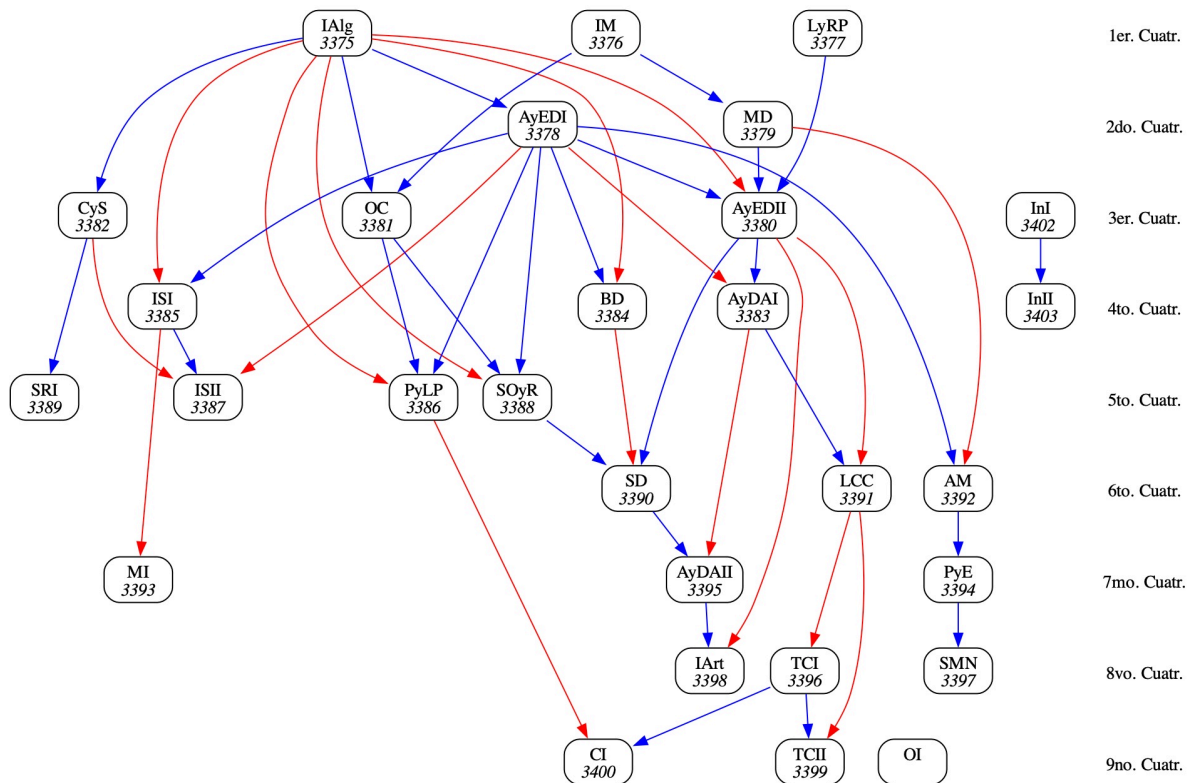 IAlg
3375
IM
3376
LyRP
3377
1er. Cuatr.
AyEDI
3378
MD
3379
2do. Cuatr.
CyS
3382
OC
3381
AyEDII
3380
InI
3402
3er. Cuatr.
ISI
3385
BD
3384
AyDAI
3383
InII
3403
4to. Cuatr.
SRI
3389
ISII
3387
PyLP
3386
SOyR
3388
5to. Cuatr.
SD
3390
LCC
3391
AM
3392
6to. Cuatr.
MI
3393
AyDAII
3395
PyE
3394
7mo. Cuatr.
IArt
3398
TCI
3396
SMN
3397
8vo. Cuatr.
CI
3400
TCII
3399
OI
9no. Cuatr.